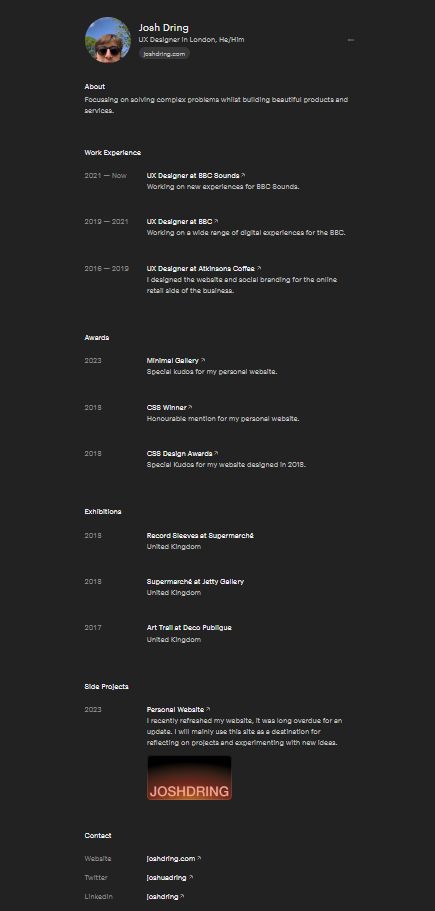 Josh Dring
UX Designer in London, He/Him
joshdring.com
About
Focussing on solving complex problems whilst building beautiful products and
services.
Work Experience
2021 — Now
UX Designer at BBC Sounds ↗
Working on new experiences for BBC Sounds.
2019 — 2021
UX Designer at BBC ↗
Working on a wide range of digital experiences for the BBC.
2016 — 2019
UX Designer at Atkinsons Coffee ↗
I designed the website and social branding for the online
retail side of the business.
Awards
2023
Minimal Gallery ↗
Special kudos for my personal website.
2018
CSS Winner ↗
Honourable mention for my personal website.
2018
CSS Design Awards ↗
Special Kudos for my website designed in 2018.
Exhibitions
2018
Record Sleeves at Supermarché
United Kingdom
2018
Supermarché at Jetty Gallery
United Kingdom
2017
Art Trail at Deco Publique
United Kingdom
Side Projects
2023
Personal Website ↗
I recently refreshed my website, it was long overdue for an
update. I will mainly use this site as a destination for
reflecting on projects and experimenting with new ideas.
JOSHDRING
Contact
Website
joshdring.com ↗
Twitter
joshuadring ↗
LinkedIn
joshdring ↗